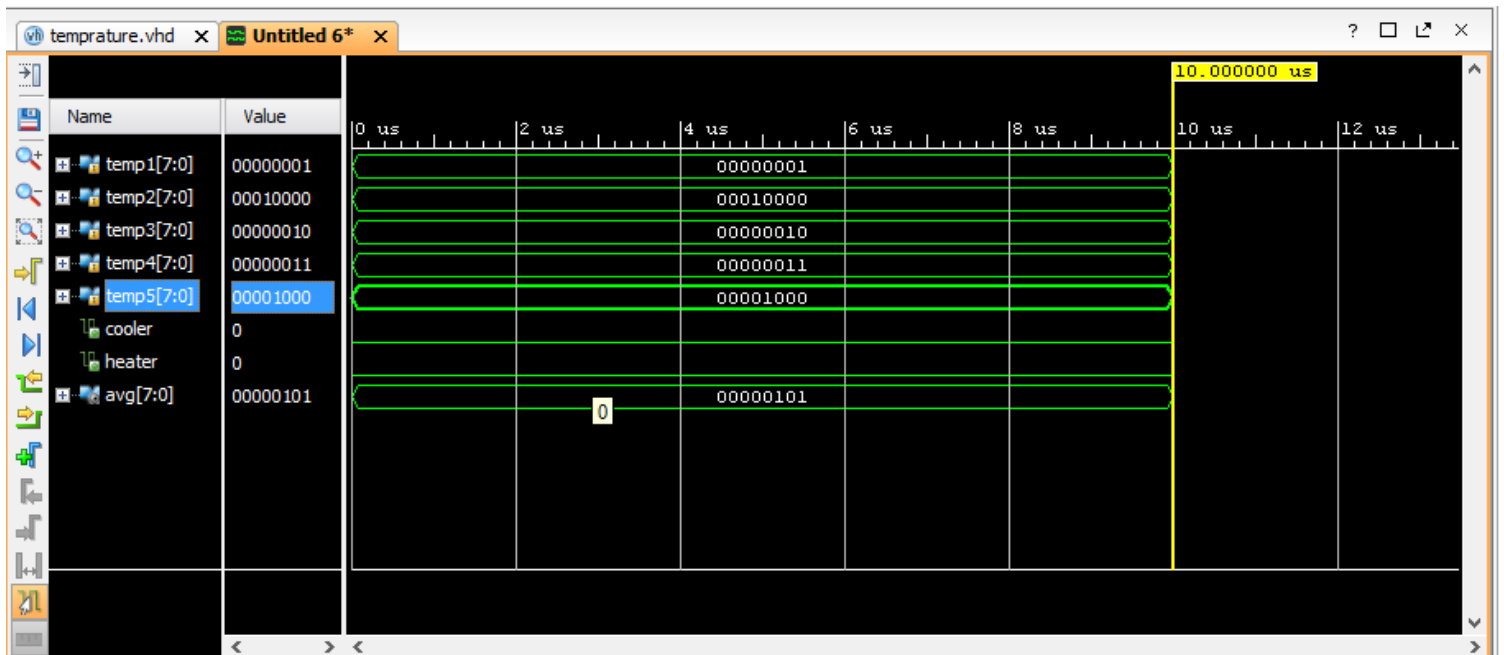 vh temprature.vhd X Untitled 6* X ? ×
10.000000 us
Name Value
0 us 2 us 4 us 6 us 8 us 10 us 12 us
temp1[7:0] 00000001 00000001
temp2[7:0] 00010000 00010000
temp3[7:0] 00000010 00000010
temp4[7:0] 00000011 00000011
temp5[7:0] 00001000 00001000
cooler 0
heater 0
avg[7:0] 00000101 00000101
0